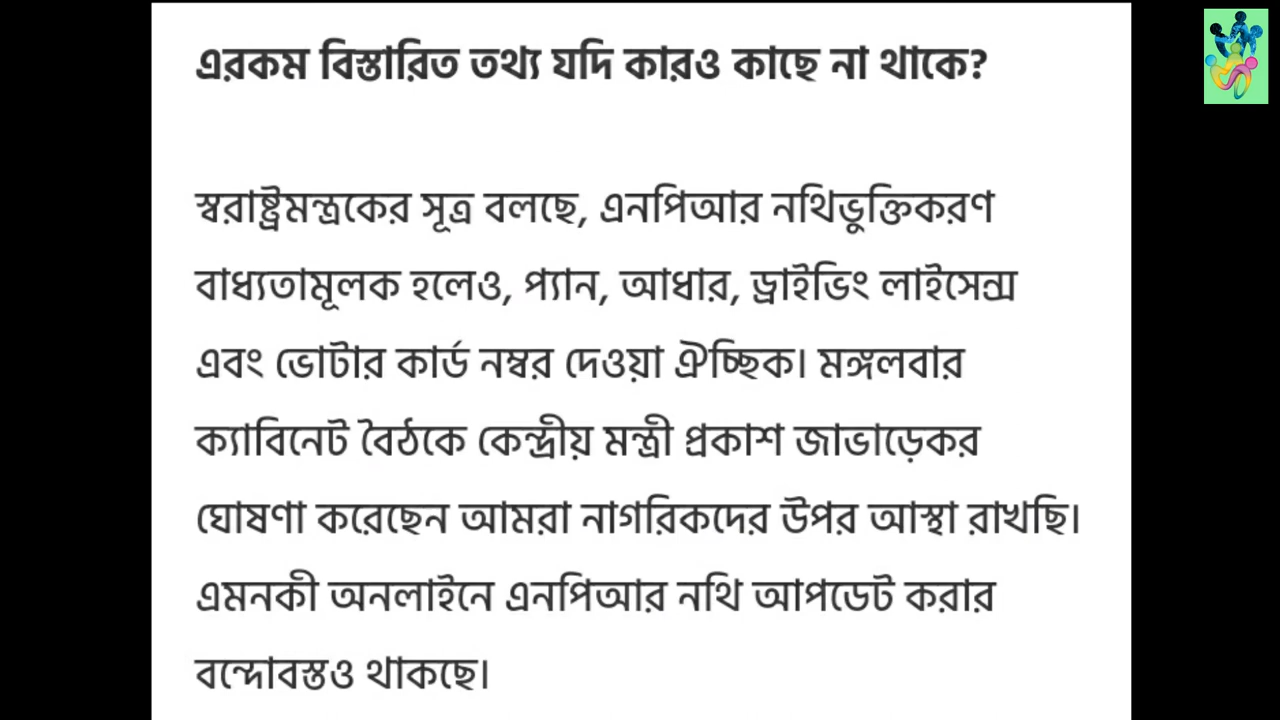 এরকম বিস্তারিত তথ্য যদি কারও কাছে না থাকে?
স্বরাষ্ট্রমন্ত্রকের সূত্র বলছে, এনপিআর নথিভুক্তিকরণ
বাধ্যতামূলক হলেও, প্যান, আধার, ড্রাইভিং লাইসেন্স
এবং ভোটার কার্ড নম্বর দেওয়া ঐচ্ছিক। মঙ্গলবার
ক্যাবিনেট বৈঠকে কেন্দ্রীয় মন্ত্রী প্রকাশ জাভাড়েকর
ঘোষণা করেছেন আমরা নাগরিকদের উপর আস্থা রাখছি।
এমনকী অনলাইনে এনপিআর নথি আপডেট করার
বন্দোবস্তও থাকছে।